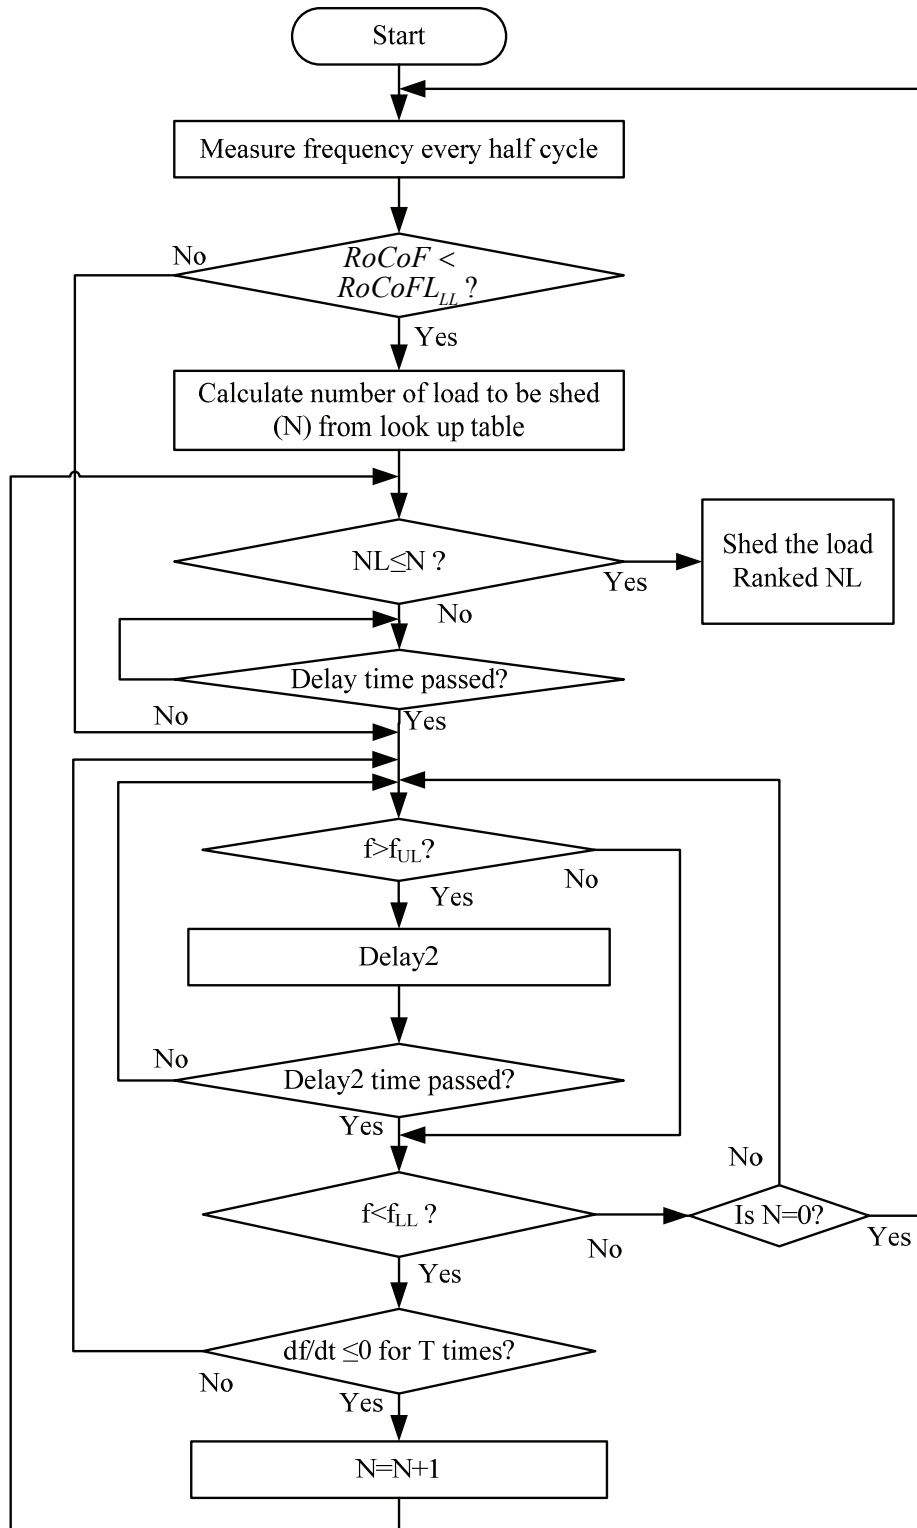 Start
Measure frequency every half cycle
No
RoCoF <
RoCoFL_LL ?
Yes
Calculate number of load to be shed
(N) from look up table
NL≤N ?
Yes
Shed the load
Ranked NL
No
Delay time passed?
No
Yes
f>f_UL?
No
Yes
Delay2
No
Delay2 time passed?
Yes
No
f<f_LL ?
Is N=0?
No
Yes
Yes
df/dt ≤0 for T times?
No
Yes
N=N+1